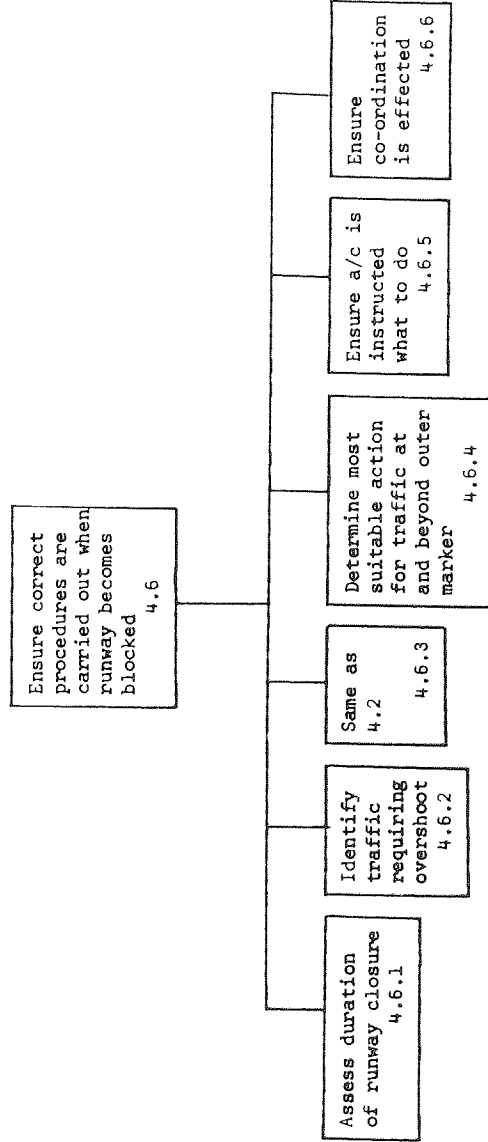 Ensure correct
procedures are
carried out when
runway becomes
blocked
4.6
Assess duration
of runway closure
4.6.1
Identify
traffic
requiring
overshoot
4.6.2
Same as
4.2
4.6.3
Determine most
suitable action
for traffic at
and beyond outer
marker
4.6.4
Ensure a/c is
instructed
what to do
4.6.5
Ensure
co-ordination
is effected
4.6.6